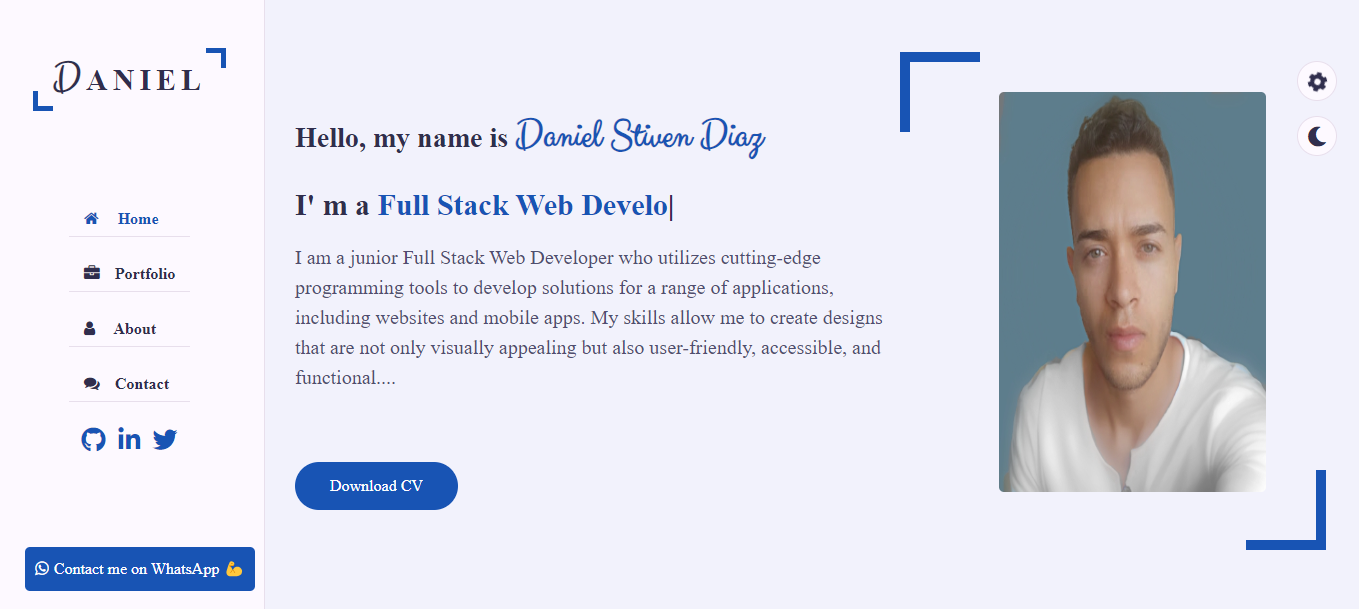 DANIEL
Home
Portfolio
About
Contact
in
Contact me on WhatsApp 💪
Hello, my name is Daniel Stiven Diaz
I' m a Full Stack Web Develo|
I am a junior Full Stack Web Developer who utilizes cutting-edge
programming tools to develop solutions for a range of applications,
including websites and mobile apps. My skills allow me to create designs
that are not only visually appealing but also user-friendly, accessible, and
functional....
Download CV